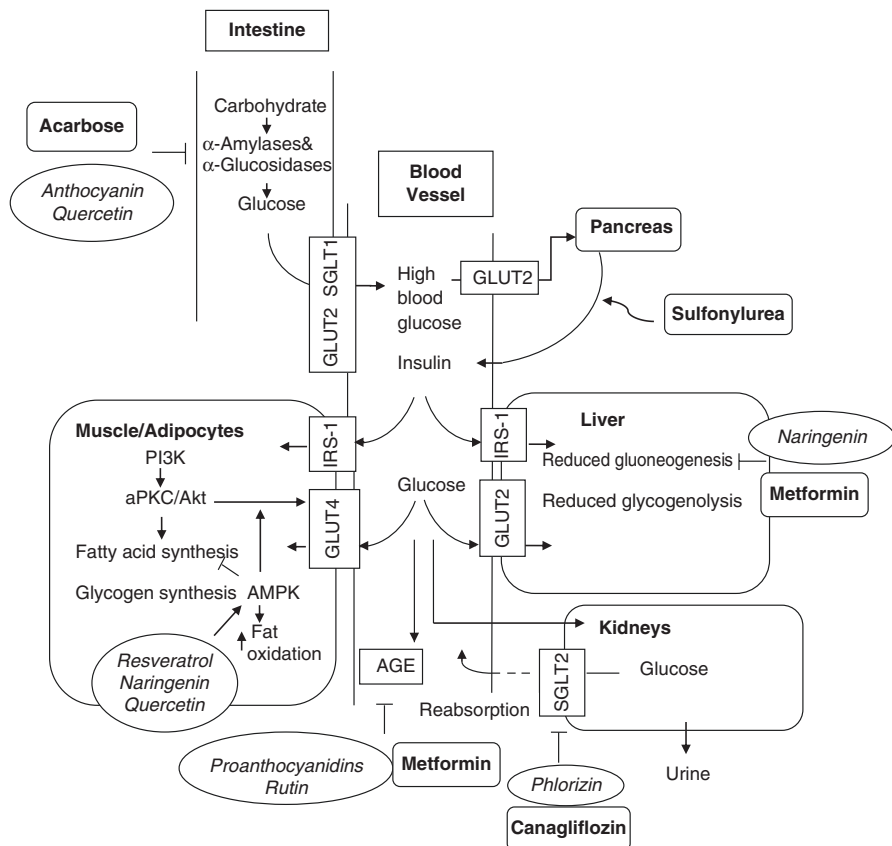 Intestine
Carbohydrate
Acarbose
α-Amylases&
α-Glucosidases
Anthocyanin
Quercetin
Glucose
Blood
Vessel
Pancreas
GLUT2 SGLT1
High
blood
glucose
GLUT2
Sulfonylurea
Insulin
Muscle/Adipocytes
IRS-1
IRS-1
Liver
Naringenin
PI3K
Reduced gluoneogenesis
aPKC/Akt
GLUT4
Glucose
GLUT2
Reduced glycogenolysis
Metformin
Fatty acid synthesis
Glycogen synthesis
AMPK
Fat
oxidation
Resveratrol
Naringenin
Quercetin
AGE
Kidneys
SGLT2
Glucose
Reabsorption
Proanthocyanidins
Rutin
Metformin
Urine
Phlorizin
Canagliflozin